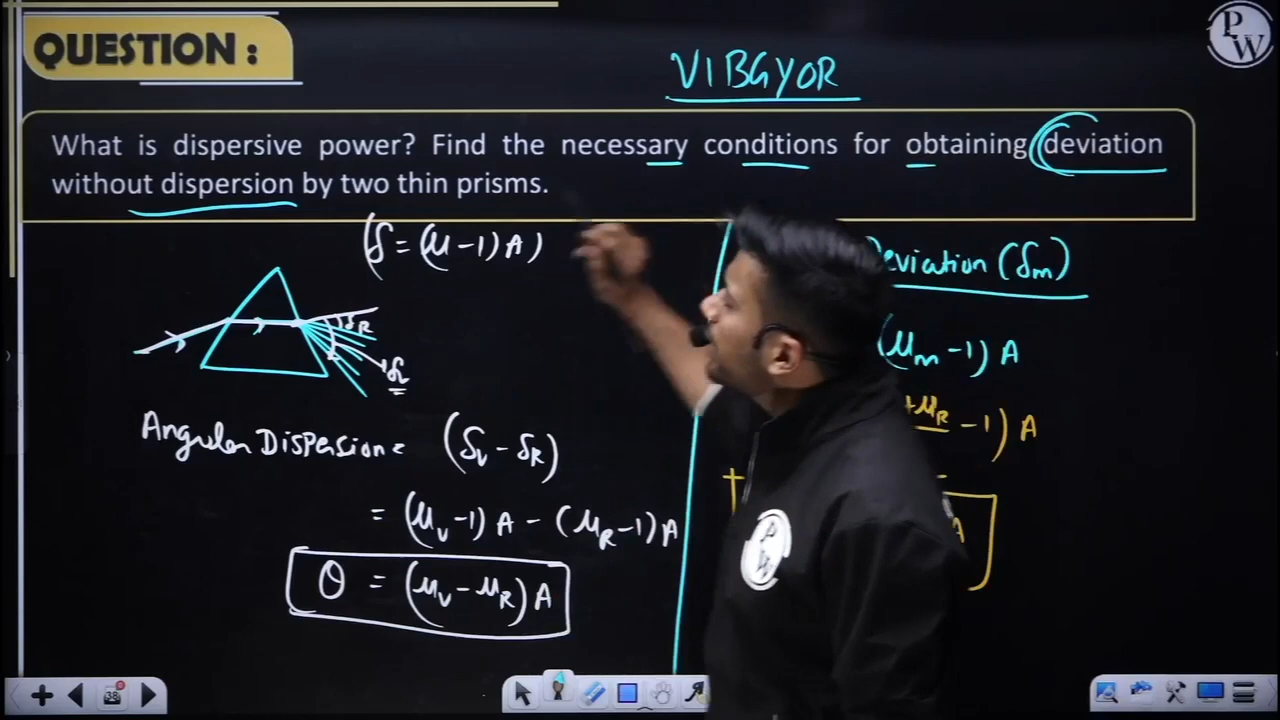 QUESTION :
VIBGYOR
PW
What is dispersive power? Find the necessary conditions for obtaining deviation
without dispersion by two thin prisms.
(δ = (μ - 1) A)
δR
δv
Angular Dispersion = (δv - δR)
= (μv - 1) A - (μR - 1) A
θ = (μv - μR) A
eviation (δm)
(μm - 1) A
+ μR - 1) A
A
PW
38